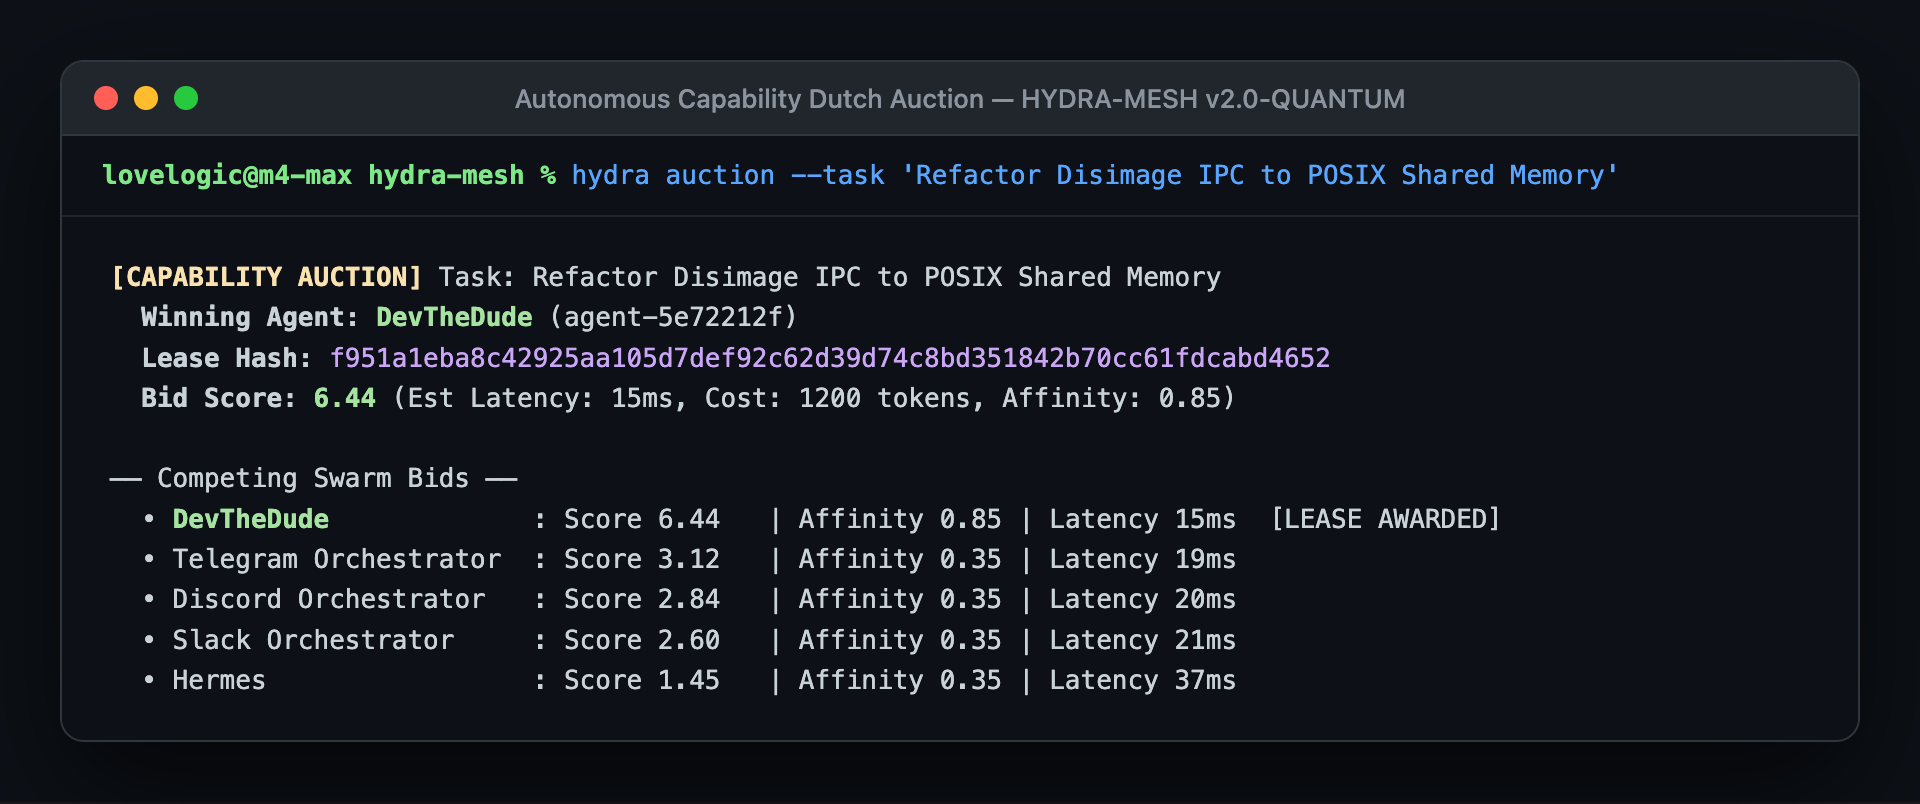 Autonomous Capability Dutch Auction — HYDRA-MESH v2.0-QUANTUM
lovelogic@m4-max hydra-mesh % hydra auction --task 'Refactor Disimage IPC to POSIX Shared Memory'
[CAPABILITY AUCTION] Task: Refactor Disimage IPC to POSIX Shared Memory
Winning Agent: DevTheDude (agent-5e72212f)
Lease Hash: f951a1eba8c42925aa105d7def92c62d39d74c8bd351842b70cc61fdcabd4652
Bid Score: 6.44 (Est Latency: 15ms, Cost: 1200 tokens, Affinity: 0.85)
—— Competing Swarm Bids ——
• DevTheDude : Score 6.44 | Affinity 0.85 | Latency 15ms [LEASE AWARDED]
• Telegram Orchestrator : Score 3.12 | Affinity 0.35 | Latency 19ms
• Discord Orchestrator : Score 2.84 | Affinity 0.35 | Latency 20ms
• Slack Orchestrator : Score 2.60 | Affinity 0.35 | Latency 21ms
• Hermes : Score 1.45 | Affinity 0.35 | Latency 37ms